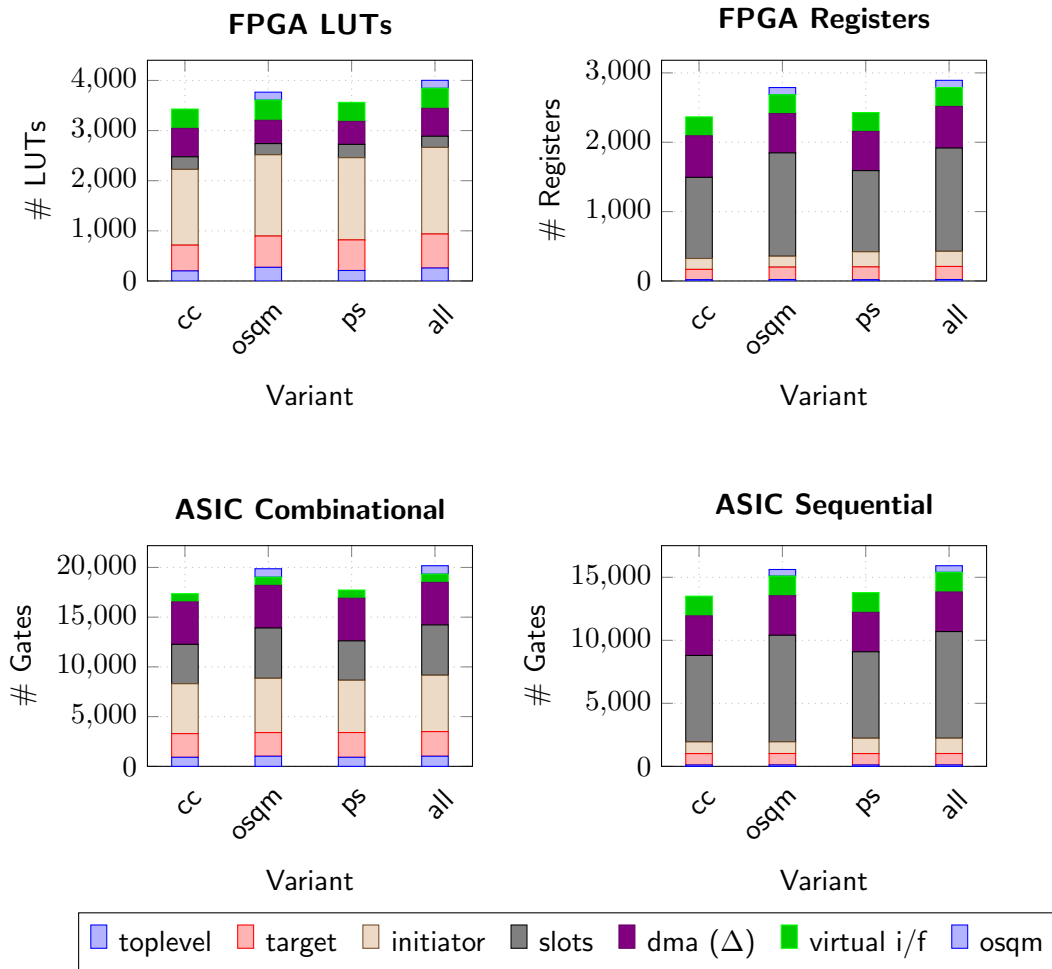 FPGA LUTs
# LUTs
4,000
3,000
2,000
1,000
0
cc
osqm
ps
all
Variant
FPGA Registers
# Registers
3,000
2,000
1,000
0
cc
osqm
ps
all
Variant
ASIC Combinational
# Gates
20,000
15,000
10,000
5,000
0
cc
osqm
ps
all
Variant
ASIC Sequential
# Gates
15,000
10,000
5,000
0
cc
osqm
ps
all
Variant
toplevel target initiator slots dma (Δ) virtual i/f osqm